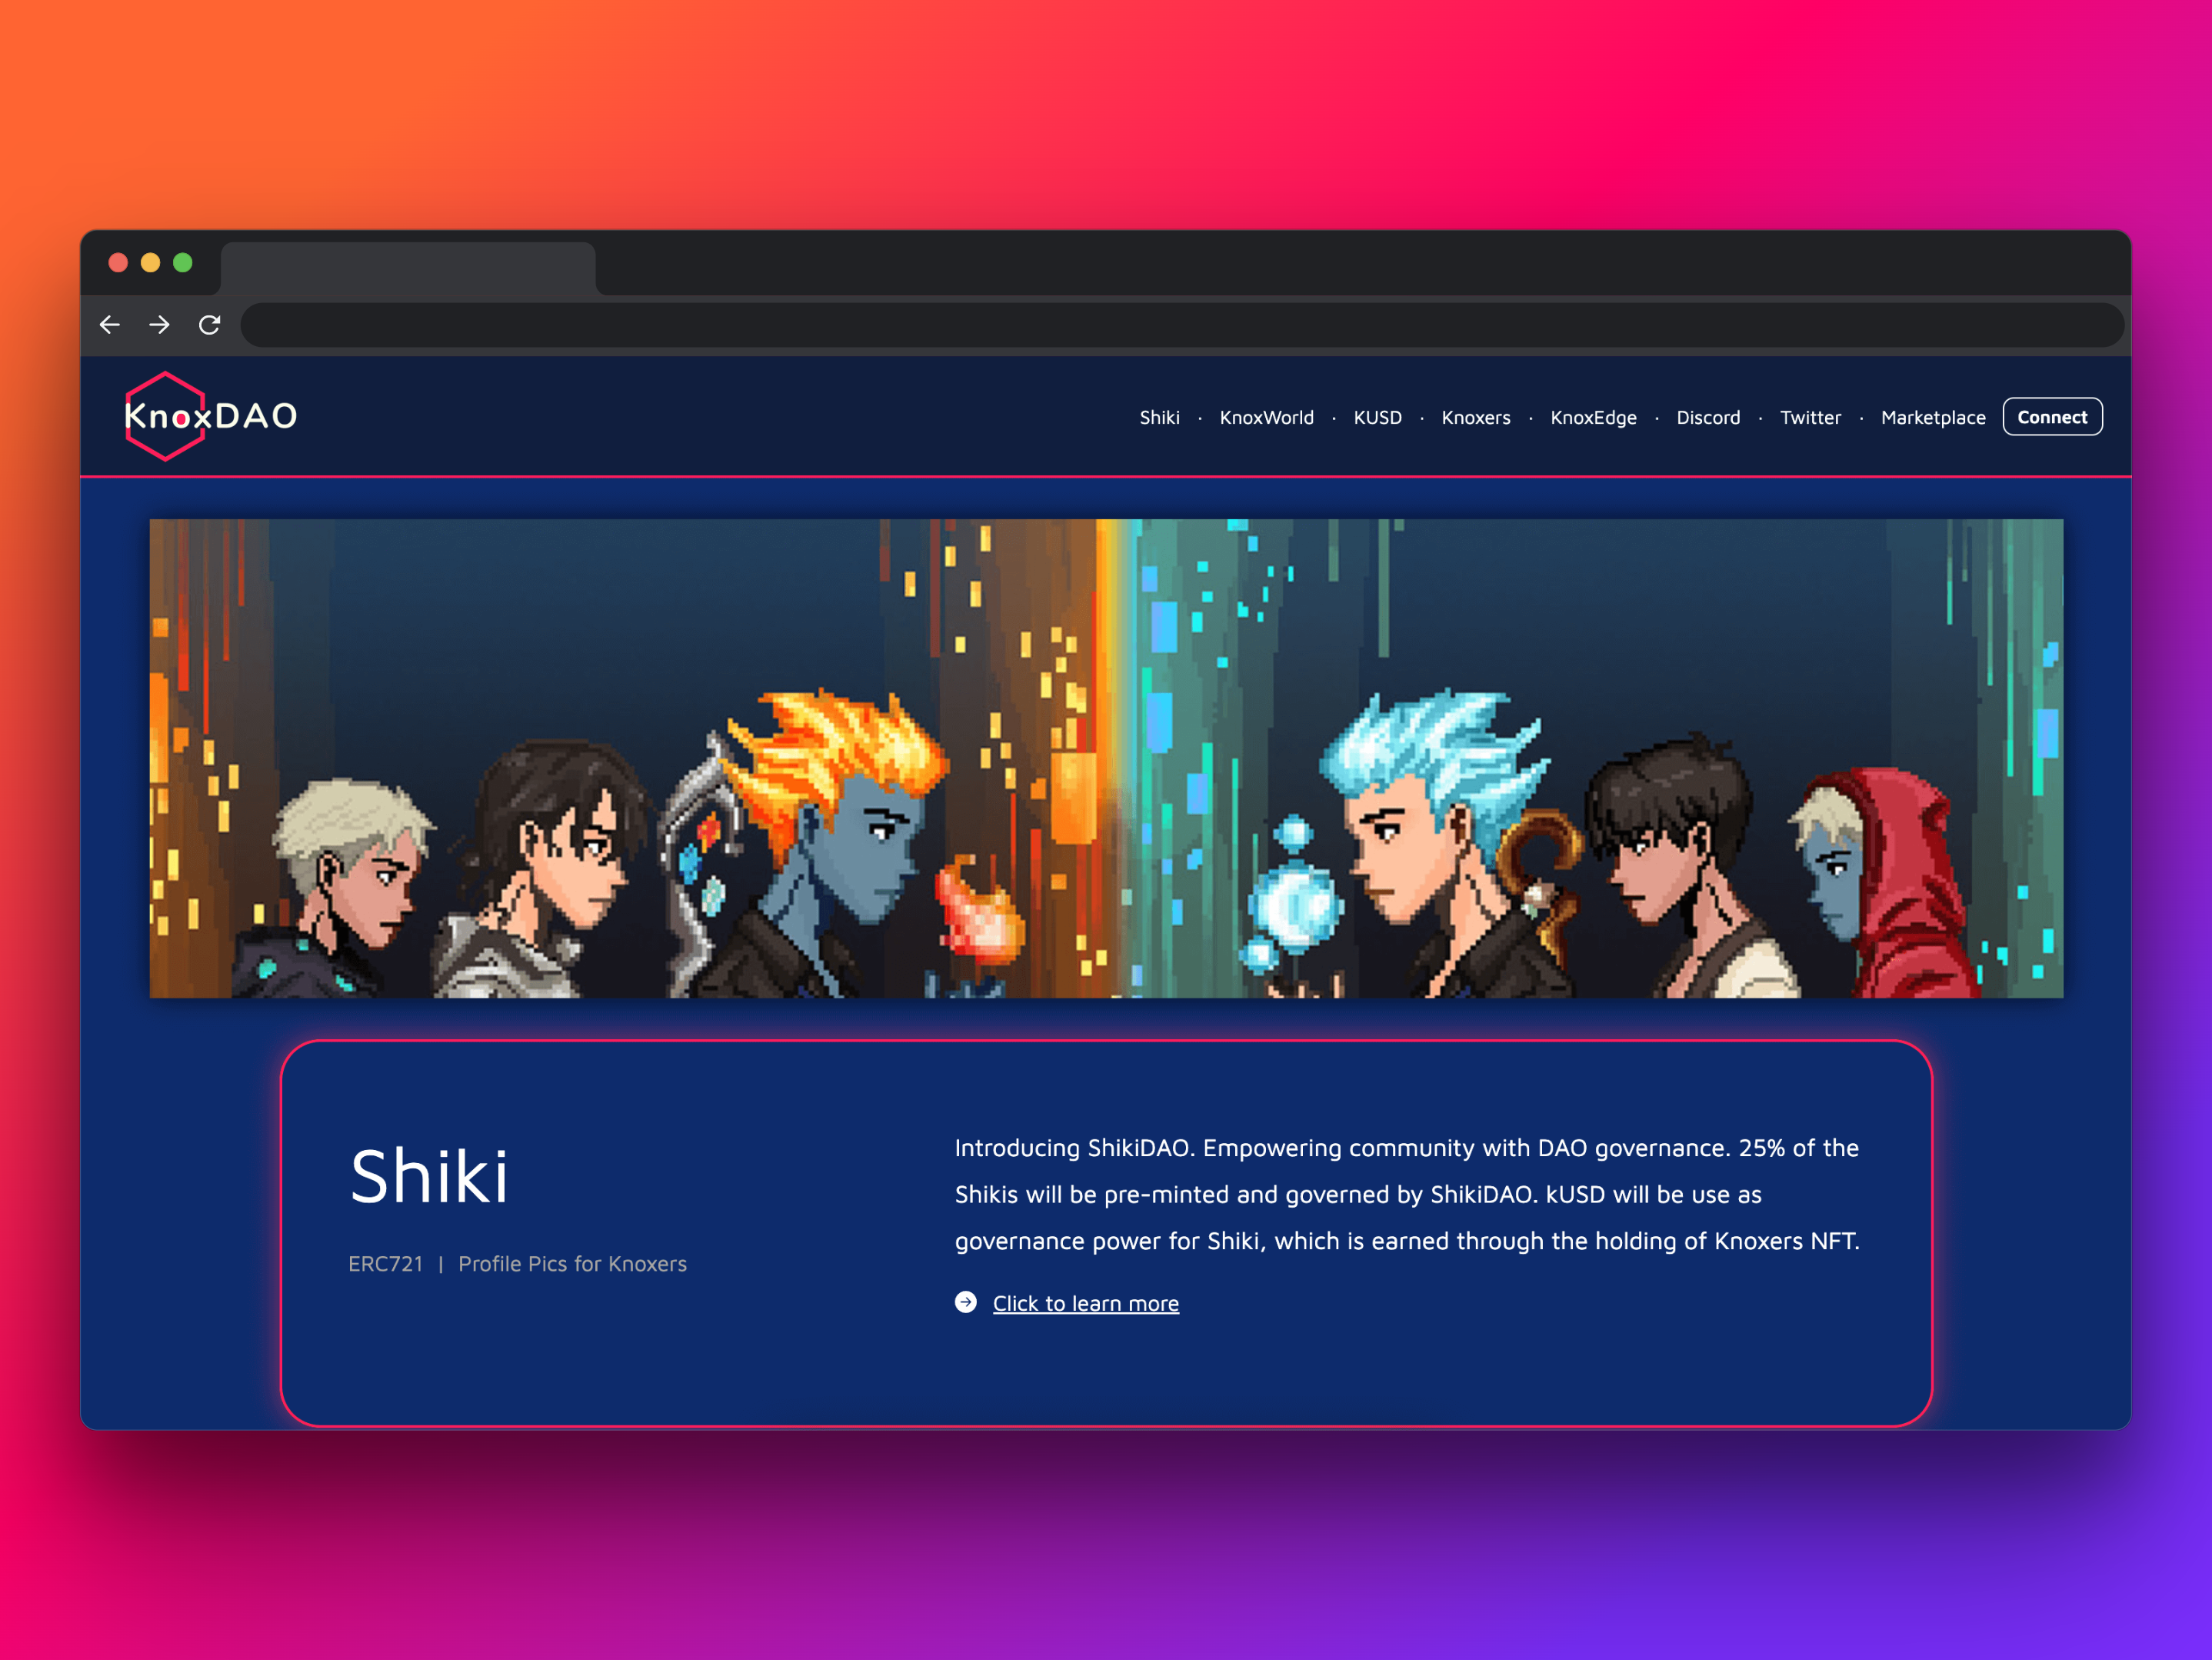 KnoxDAO
Shiki · KnoxWorld · KUSD · Knoxers · KnoxEdge · Discord · Twitter · Marketplace Connect
Shiki
ERC721 | Profile Pics for Knoxers
Introducing ShikiDAO. Empowering community with DAO governance. 25% of the
Shikis will be pre-minted and governed by ShikiDAO. kUSD will be use as
governance power for Shiki, which is earned through the holding of Knoxers NFT.
Click to learn more